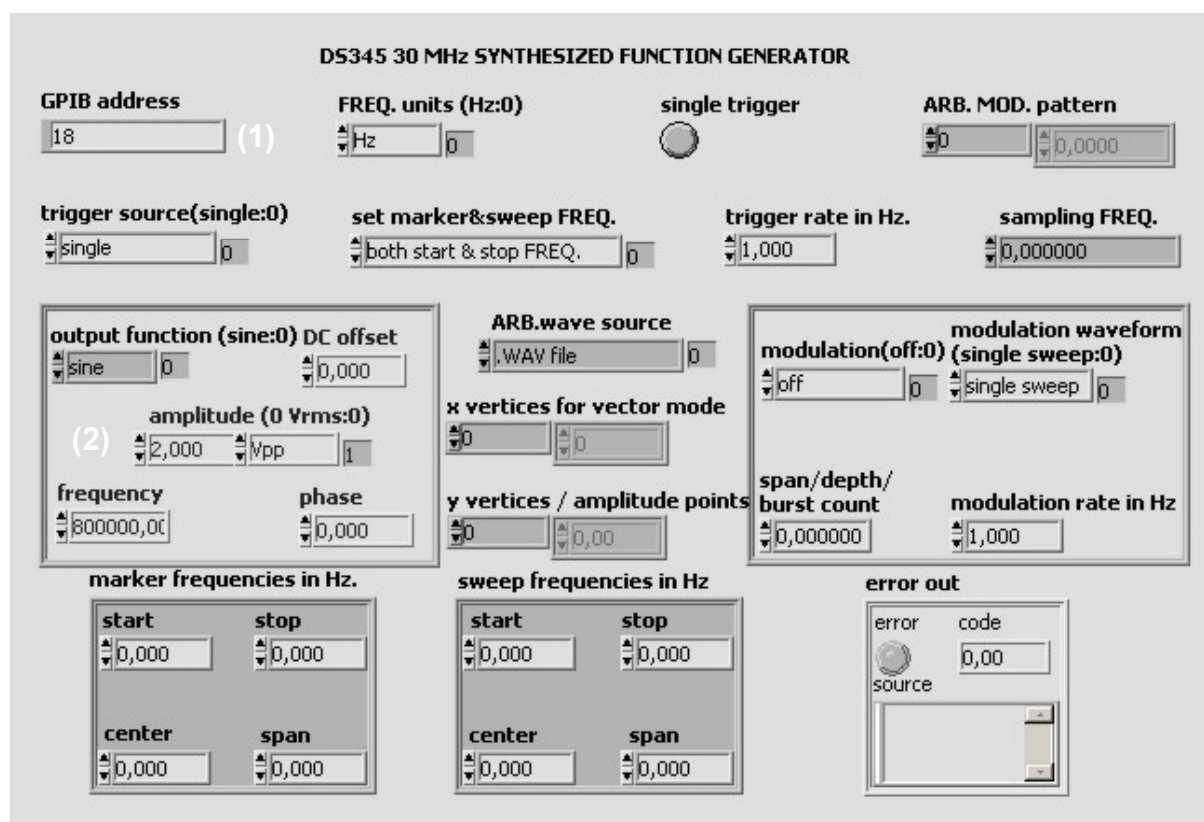 DS345 30 MHz SYNTHESIZED FUNCTION GENERATOR
GPIB address FREQ. units (Hz:0) single trigger ARB. MOD. pattern
18 (1) Hz 0 0 0,0000
trigger source(single:0) set marker&sweep FREQ. trigger rate in Hz. sampling FREQ.
single 0 both start & stop FREQ. 0 1,000 0,000000
output function (sine:0) DC offset
sine 0 0,000
amplitude (0 Vrms:0)
(2) 2,000 Vpp 1
frequency phase
800000,00 0,000
ARB.wave source
.WAV file 0
x vertices for vector mode
0 0
y vertices / amplitude points
0 0,00
modulation(off:0) modulation waveform
(single sweep:0)
off 0 single sweep 0
span/depth/
burst count modulation rate in Hz
0,000000 1,000
marker frequencies in Hz.
start stop
0,000 0,000
center span
0,000 0,000
sweep frequencies in Hz
start stop
0,000 0,000
center span
0,000 0,000
error out
error code
0,00
source